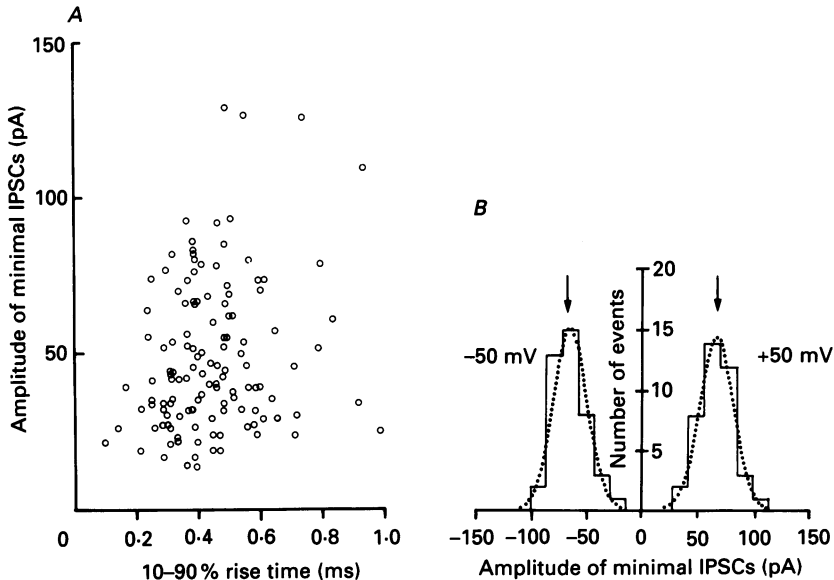 A
150
100
50
0
0·2
0·4
0·6
0·8
1·0
Amplitude of minimal IPSCs (pA)
10–90% rise time (ms)
B
20
15
10
5
Number of events
–50 mV
+50 mV
–150
–100
–50
0
50
100
150
Amplitude of minimal IPSCs (pA)